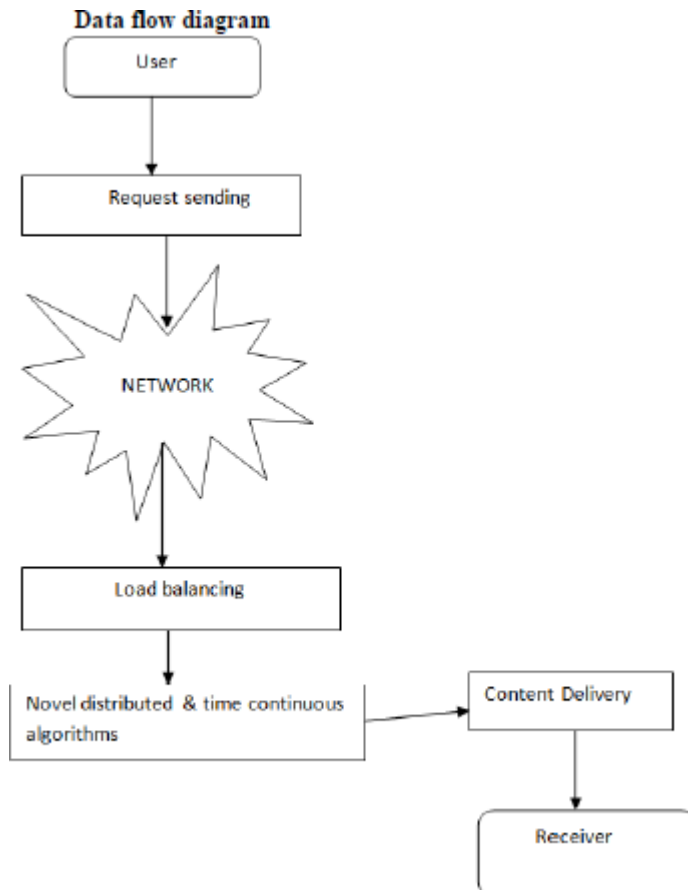 Data flow diagram
User
Request sending
NETWORK
Load balancing
Novel distributed & time continuous
algorithms
Content Delivery
Receiver